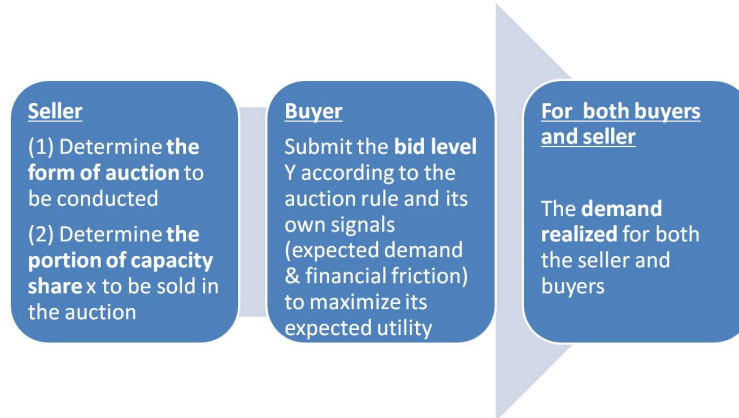 Seller
(1) Determine the
form of auction to
be conducted
(2) Determine the
portion of capacity
share x to be sold in
the auction
Buyer
Submit the bid level
Y according to the
auction rule and its
own signals
(expected demand
& financial friction)
to maximize its
expected utility
For both buyers
and seller
The demand
realized for both
the seller and
buyers